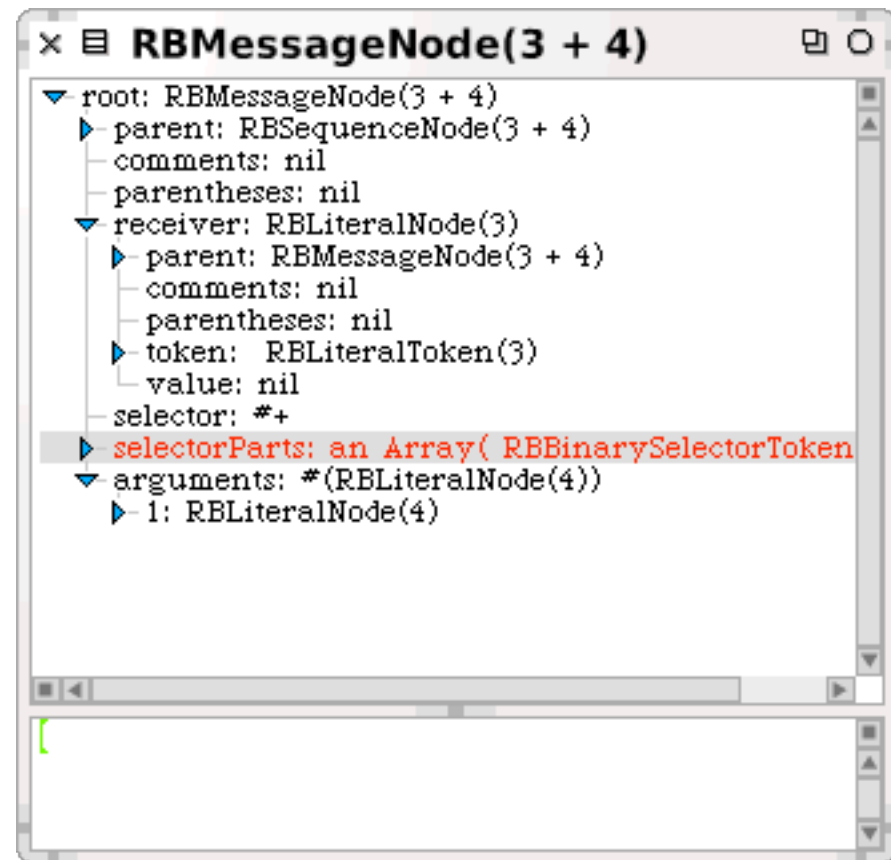 RBMessageNode(3 + 4)
root: RBMessageNode(3 + 4)
parent: RBSequenceNode(3 + 4)
comments: nil
parentheses: nil
receiver: RBLiteralNode(3)
parent: RBMessageNode(3 + 4)
comments: nil
parentheses: nil
token:  RBLiteralToken(3)
value: nil
selector: #+
selectorParts: an Array( RBBinarySelectorToken
arguments: #(RBLiteralNode(4))
1: RBLiteralNode(4)